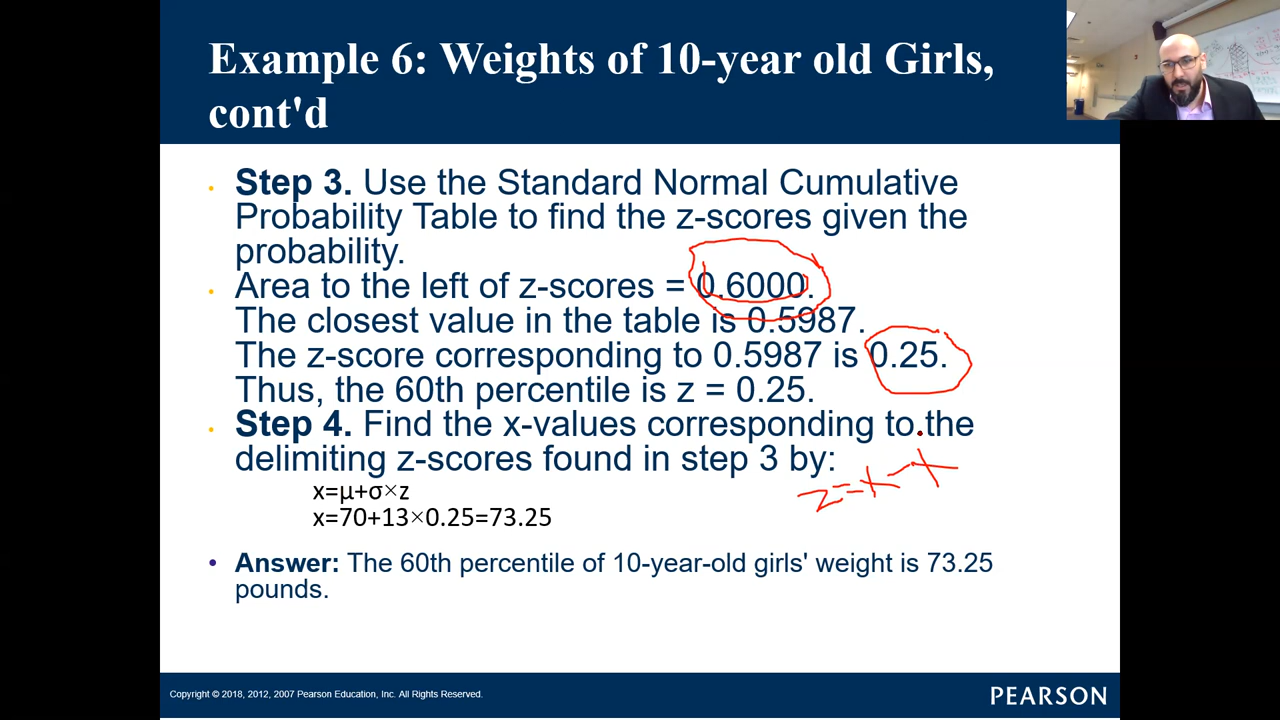 Example 6: Weights of 10-year old Girls,
cont'd
• Step 3. Use the Standard Normal Cumulative
Probability Table to find the z-scores given the
probability.
• Area to the left of z-scores = 0.6000.
The closest value in the table is 0.5987.
The z-score corresponding to 0.5987 is 0.25.
Thus, the 60th percentile is z = 0.25.
• Step 4. Find the x-values corresponding to the
delimiting z-scores found in step 3 by:
z=x-x
x=μ+σ×z
x=70+13×0.25=73.25
• Answer: The 60th percentile of 10-year-old girls' weight is 73.25
pounds.
Copyright © 2018, 2012, 2007 Pearson Education, Inc. All Rights Reserved.
PEARSON